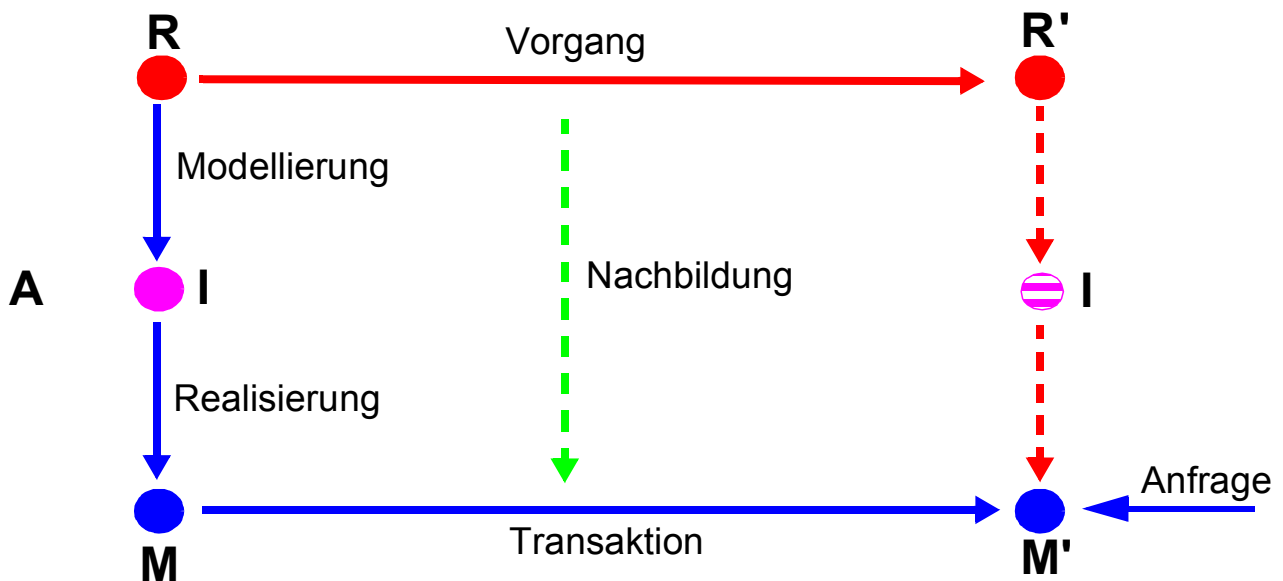 R
Vorgang
R'
Modellierung
A
I
Nachbildung
I
Realisierung
Anfrage
M
Transaktion
M'